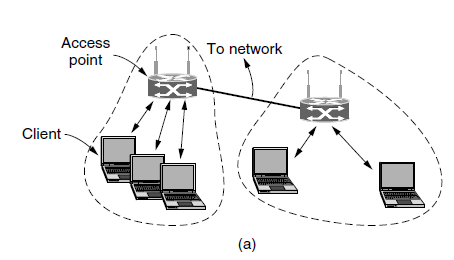 Access
point
To network
Client
(a)